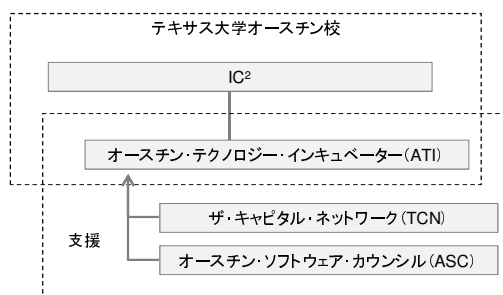 テキサス大学オースチン校
IC²
オースチン・テクノロジー・インキュベーター(ATI)
ザ・キャピタル・ネットワーク(TCN)
支援
オースチン・ソフトウェア・カウンシル(ASC)